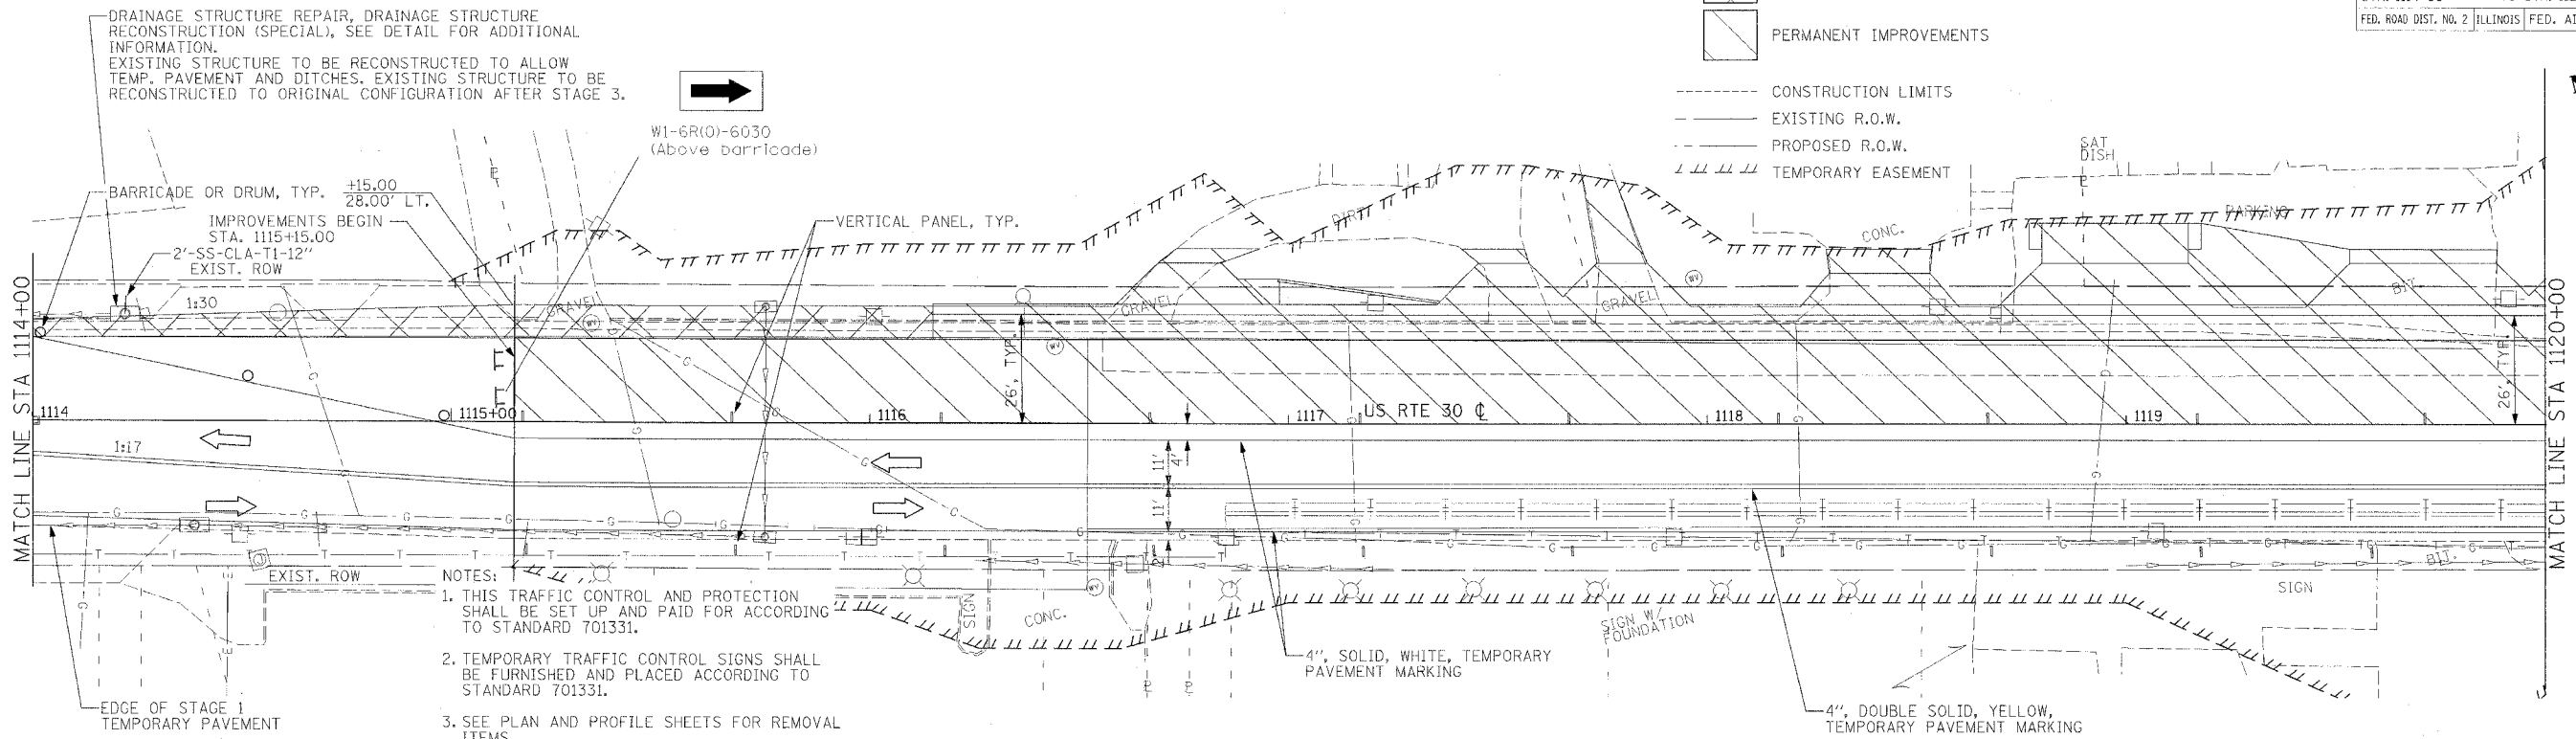 DRAINAGE STRUCTURE REPAIR, DRAINAGE STRUCTURE
RECONSTRUCTION (SPECIAL), SEE DETAIL FOR ADDITIONAL
INFORMATION.
EXISTING STRUCTURE TO BE RECONSTRUCTED TO ALLOW
TEMP. PAVEMENT AND DITCHES. EXISTING STRUCTURE TO BE
RECONSTRUCTED TO ORIGINAL CONFIGURATION AFTER STAGE 3.
W1-6R(O)-6030
(Above barricade)
FED. ROAD DIST. NO. 2 ILLINOIS FED.
PERMANENT IMPROVEMENTS
CONSTRUCTION LIMITS
EXISTING R.O.W.
PROPOSED R.O.W.
TEMPORARY EASEMENT
SAT
DISH
BARRICADE OR DRUM, TYP.
+15.00
28.00' LT.
IMPROVEMENTS BEGIN
STA. 1115+15.00
2'-SS-CLA-T1-12"
EXIST. ROW
VERTICAL PANEL, TYP.
DIRT
CONC.
PARKING
1:30
GRAVEL
GRAVEL
GRAVEL
BIT.
WV
WV
WV
WV
26', TYP.
26', TYP.
MATCH LINE STA 1114+00
MATCH LINE STA 1120+00
1114
1115+00
1116
1117
US RTE 30 ℄
1118
1119
1:17
11'
4'
11'
2'
EXIST. ROW
NOTES:
1. THIS TRAFFIC CONTROL AND PROTECTION
SHALL BE SET UP AND PAID FOR ACCORDING
TO STANDARD 701331.
2. TEMPORARY TRAFFIC CONTROL SIGNS SHALL
BE FURNISHED AND PLACED ACCORDING TO
STANDARD 701331.
3. SEE PLAN AND PROFILE SHEETS FOR REMOVAL
ITEMS
SIGN
CONC.
SIGN W/
FOUNDATION
BIT.
SIGN
4", SOLID, WHITE, TEMPORARY
PAVEMENT MARKING
4", DOUBLE SOLID, YELLOW,
TEMPORARY PAVEMENT MARKING
EDGE OF STAGE 1
TEMPORARY PAVEMENT